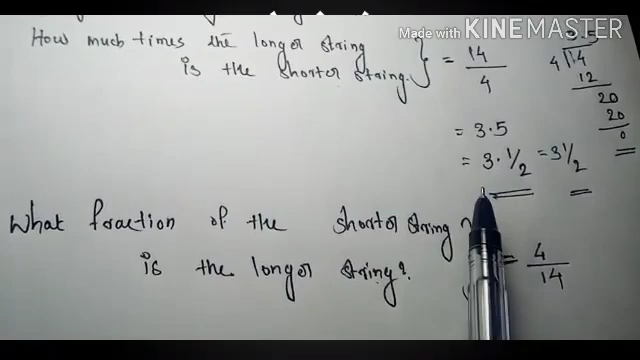 Made with KINEMASTER
How much times the longer string
is the shorter string. } = 14/4
3.5
4 √14
12
20
20
0
= 3.5
= 3.1/2 = 3 1/2
What fraction of the shorter string
is the longer string? = 4/14